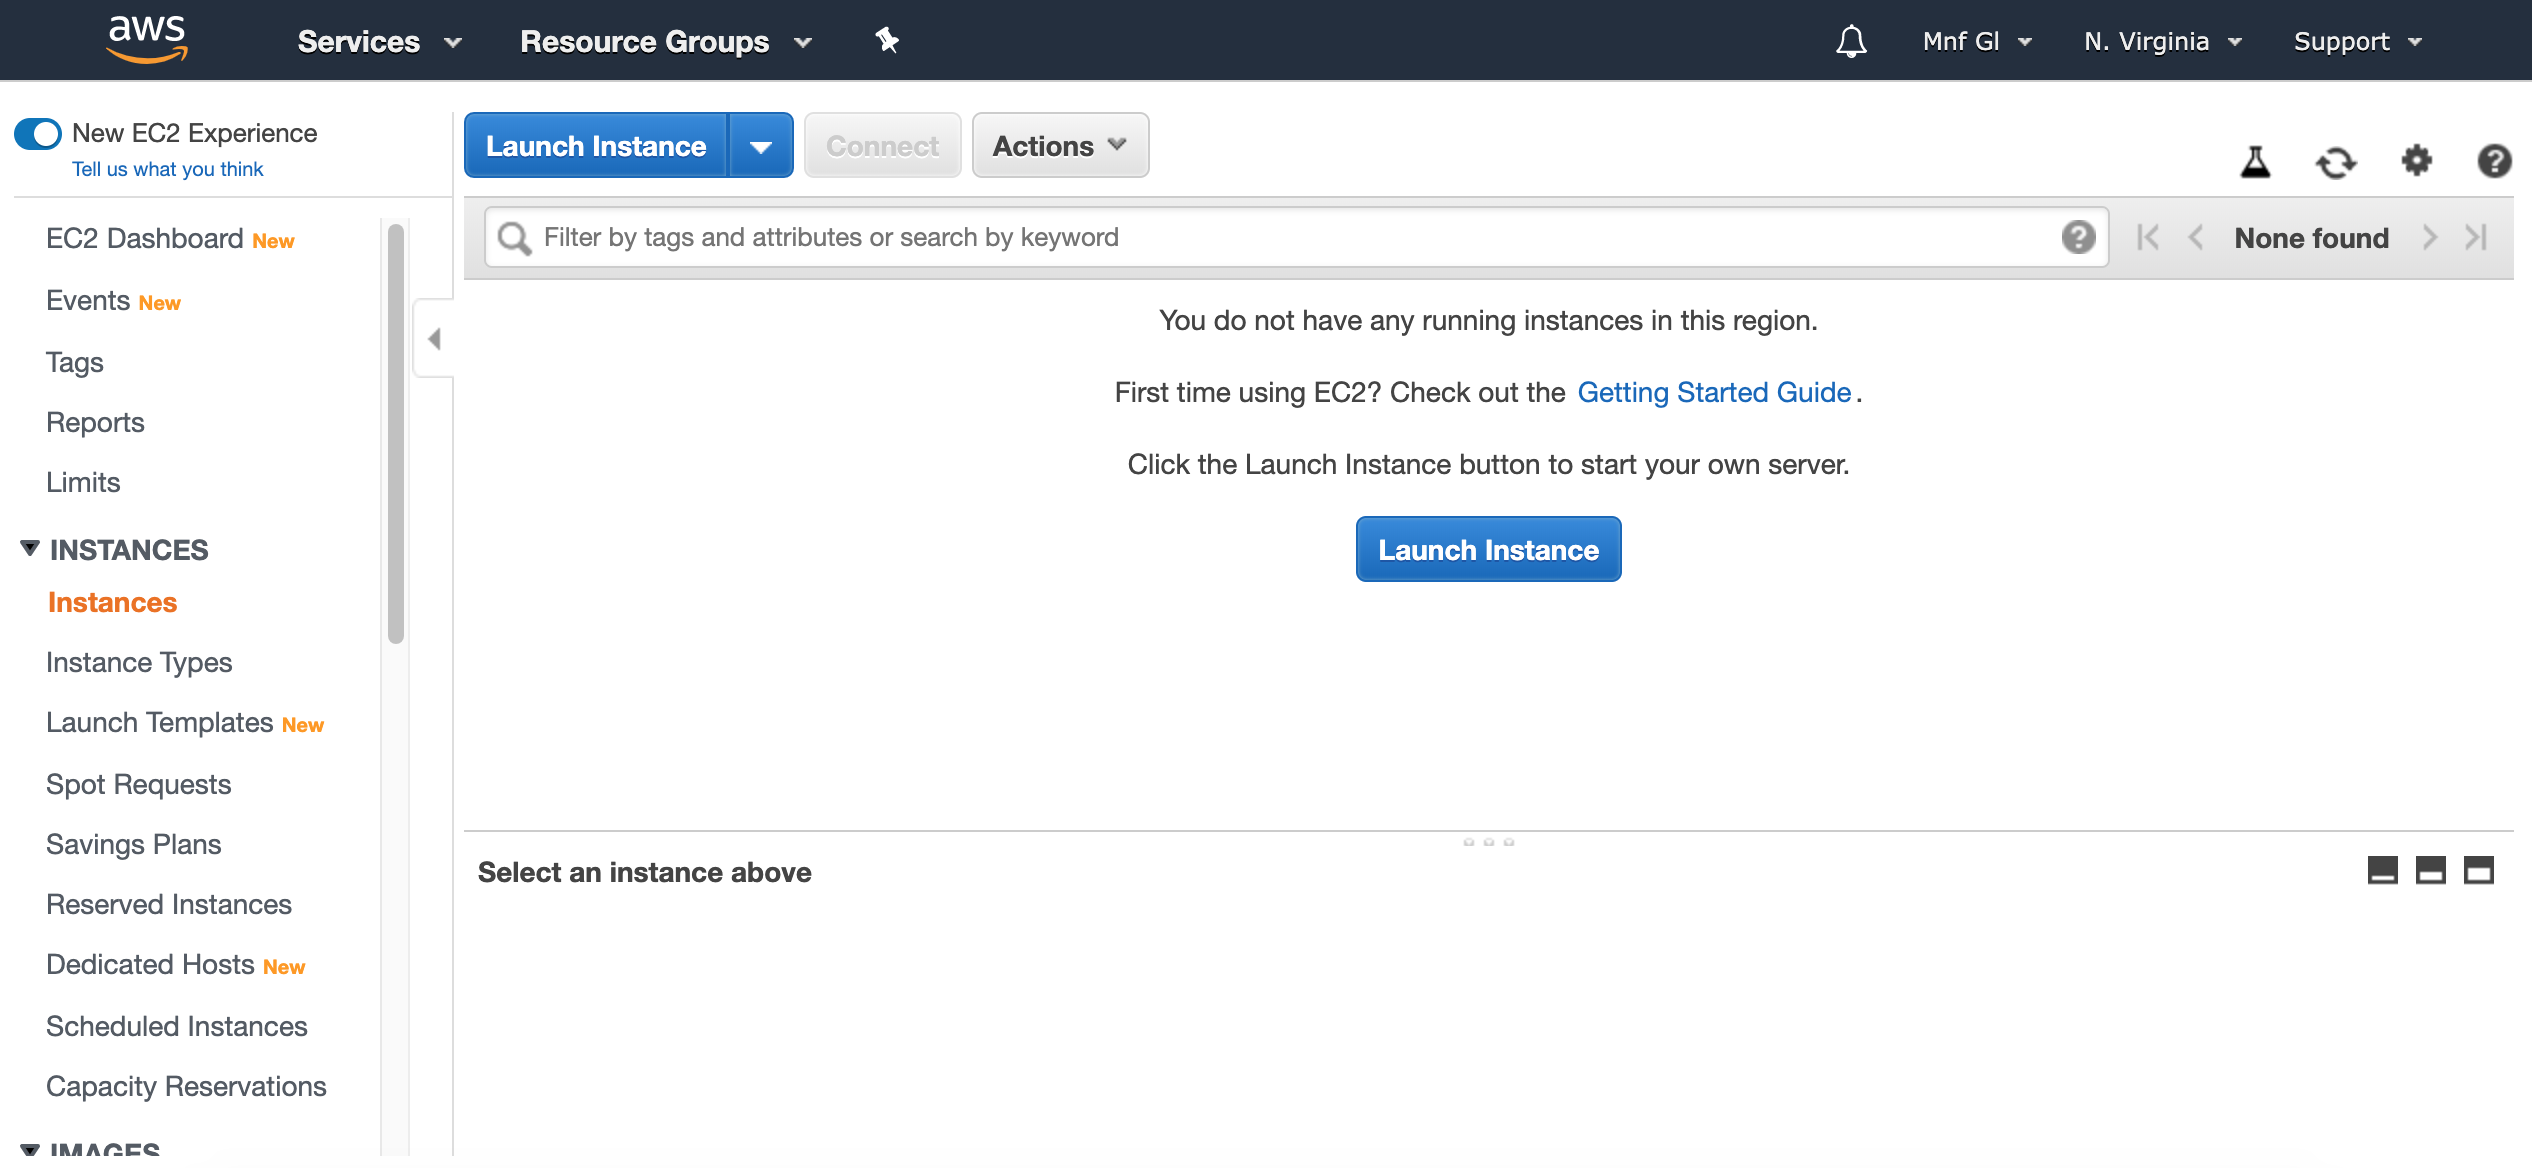 aws Services Resource Groups Mnf Gl N. Virginia Support
New EC2 Experience
Tell us what you think
EC2 Dashboard New
Events New
Tags
Reports
Limits
INSTANCES
Instances
Instance Types
Launch Templates New
Spot Requests
Savings Plans
Reserved Instances
Dedicated Hosts New
Scheduled Instances
Capacity Reservations
IMAGES
Launch Instance Connect Actions
Filter by tags and attributes or search by keyword None found
You do not have any running instances in this region.
First time using EC2? Check out the Getting Started Guide.
Click the Launch Instance button to start your own server.
Launch Instance
Select an instance above